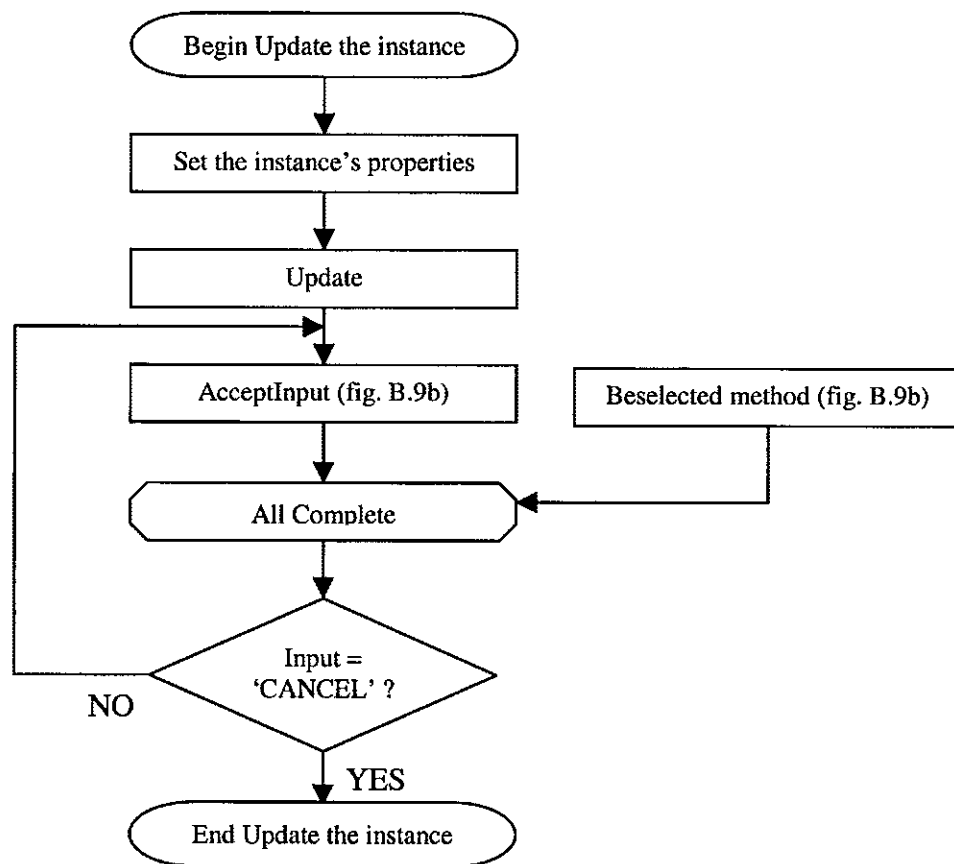 Begin Update the instance
Set the instance's properties
Update
AcceptInput (fig. B.9b)
Beselected method (fig. B.9b)
All Complete
Input =
‘CANCEL’ ?
NO
YES
End Update the instance